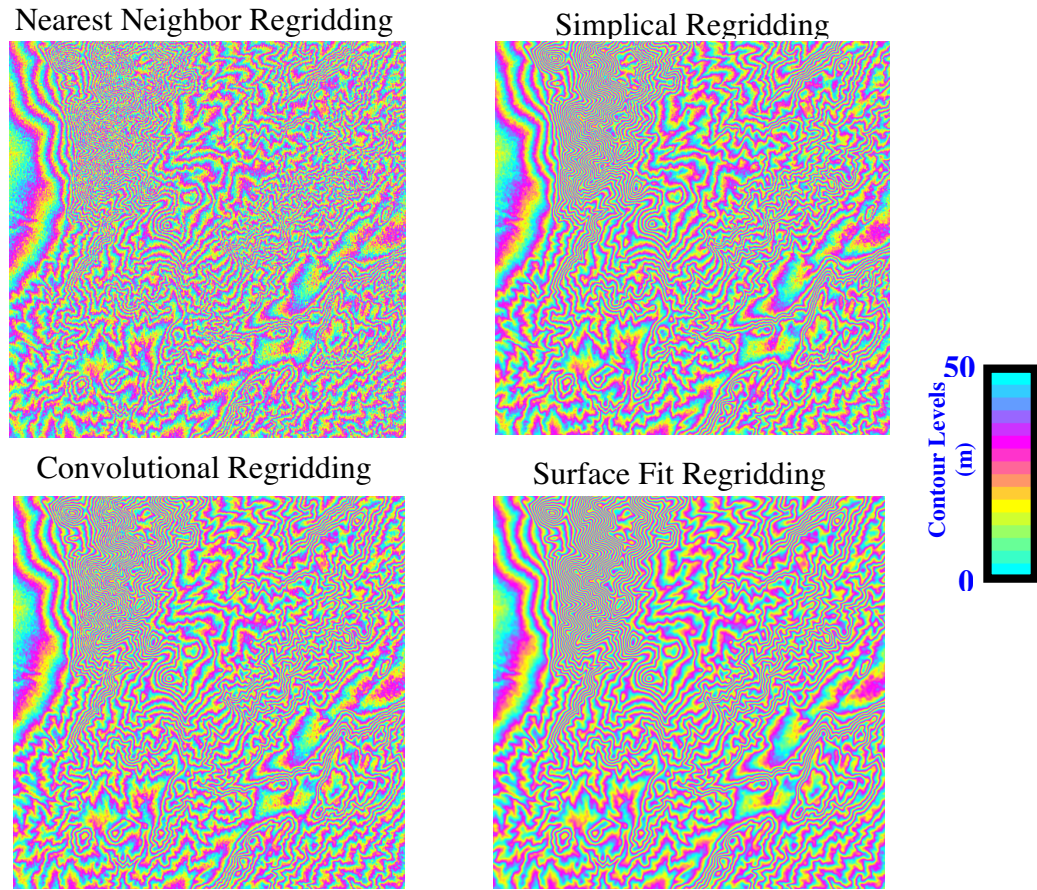 Nearest Neighbor Regridding
Simplical Regridding
Convolutional Regridding
Surface Fit Regridding
50
Contour Levels
(m)
0